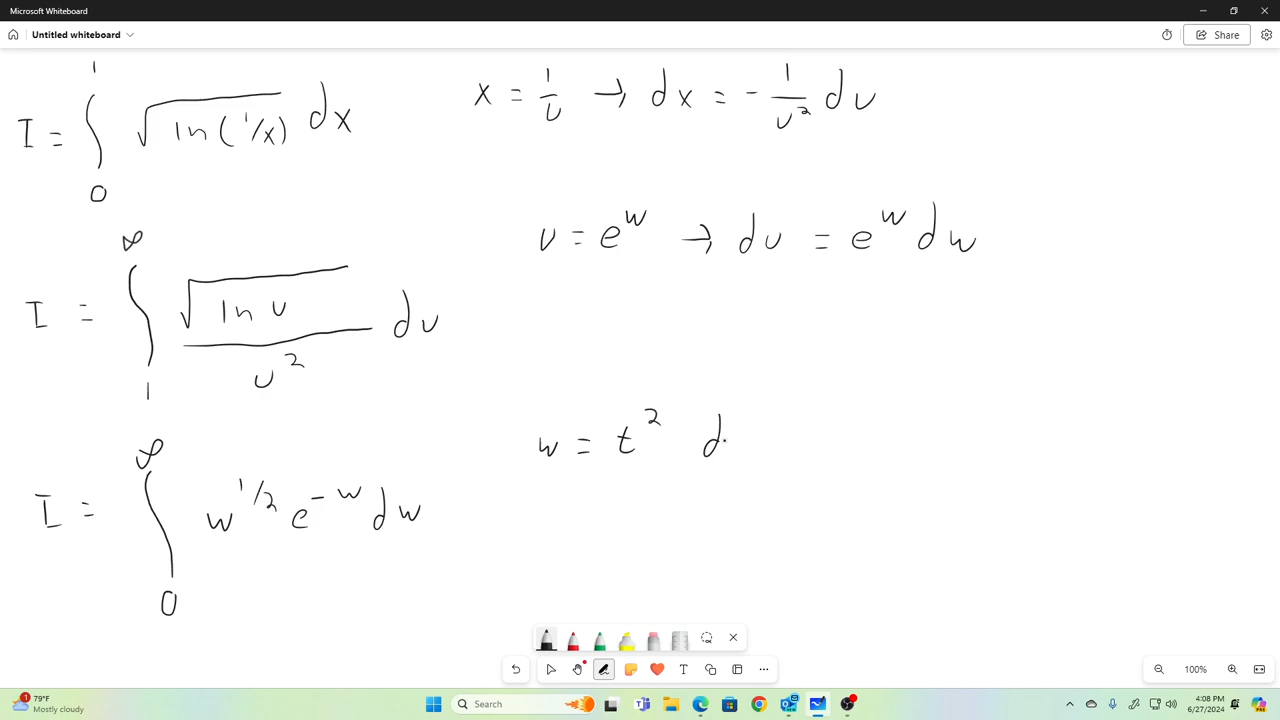 Microsoft Whiteboard
Untitled whiteboard
Share
I = ∫₀¹ √ln(1/x) dx
x = 1/u → dx = - 1/u² du
u = e^w → du = e^w dw
I = ∫₁^∞ √ln u / u² du
w = t² d
I = ∫₀^∞ w^1/2 e^-w dw
100%
1
79°F
Mostly cloudy
Search
4:08 PM
6/27/2024